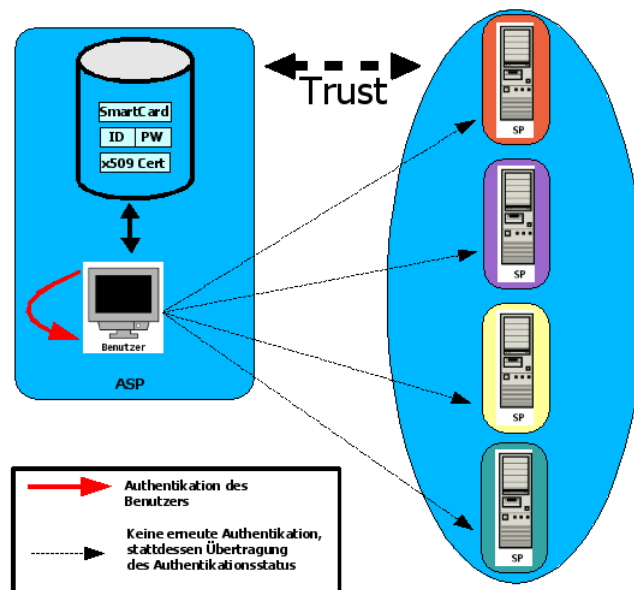 SmartCard
ID PW
x509 Cert
Benutzer
ASP
Trust
SP
SP
SP
SP
Authentikation des
Benutzers
Keine erneute Authentikation,
stattdessen Übertragung
des Authentikationsstatus